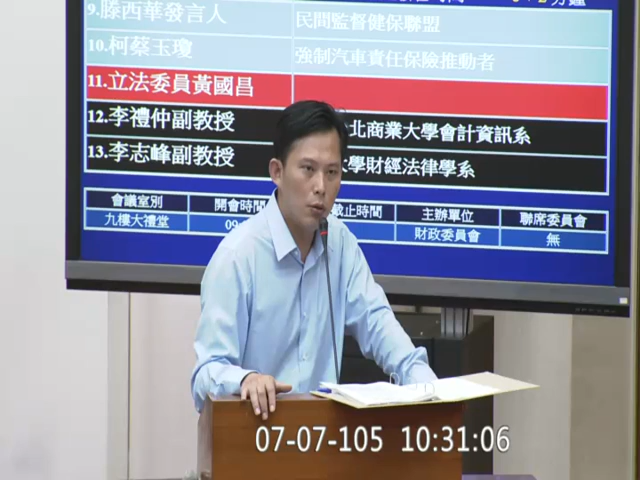 9.滕西華發言人 民間監督健保聯盟
10.柯蔡玉瓊 強制汽車責任保險推動者
11.立法委員黃國昌
12.李禮仲副教授 北商業大學會計資訊系
13.李志峰副教授 大學財經法律學系
會議室別 開會時間 截止時間 主辦單位 聯席委員會
九樓大禮堂 09 財政委員會 無
07-07-105 10:31:06